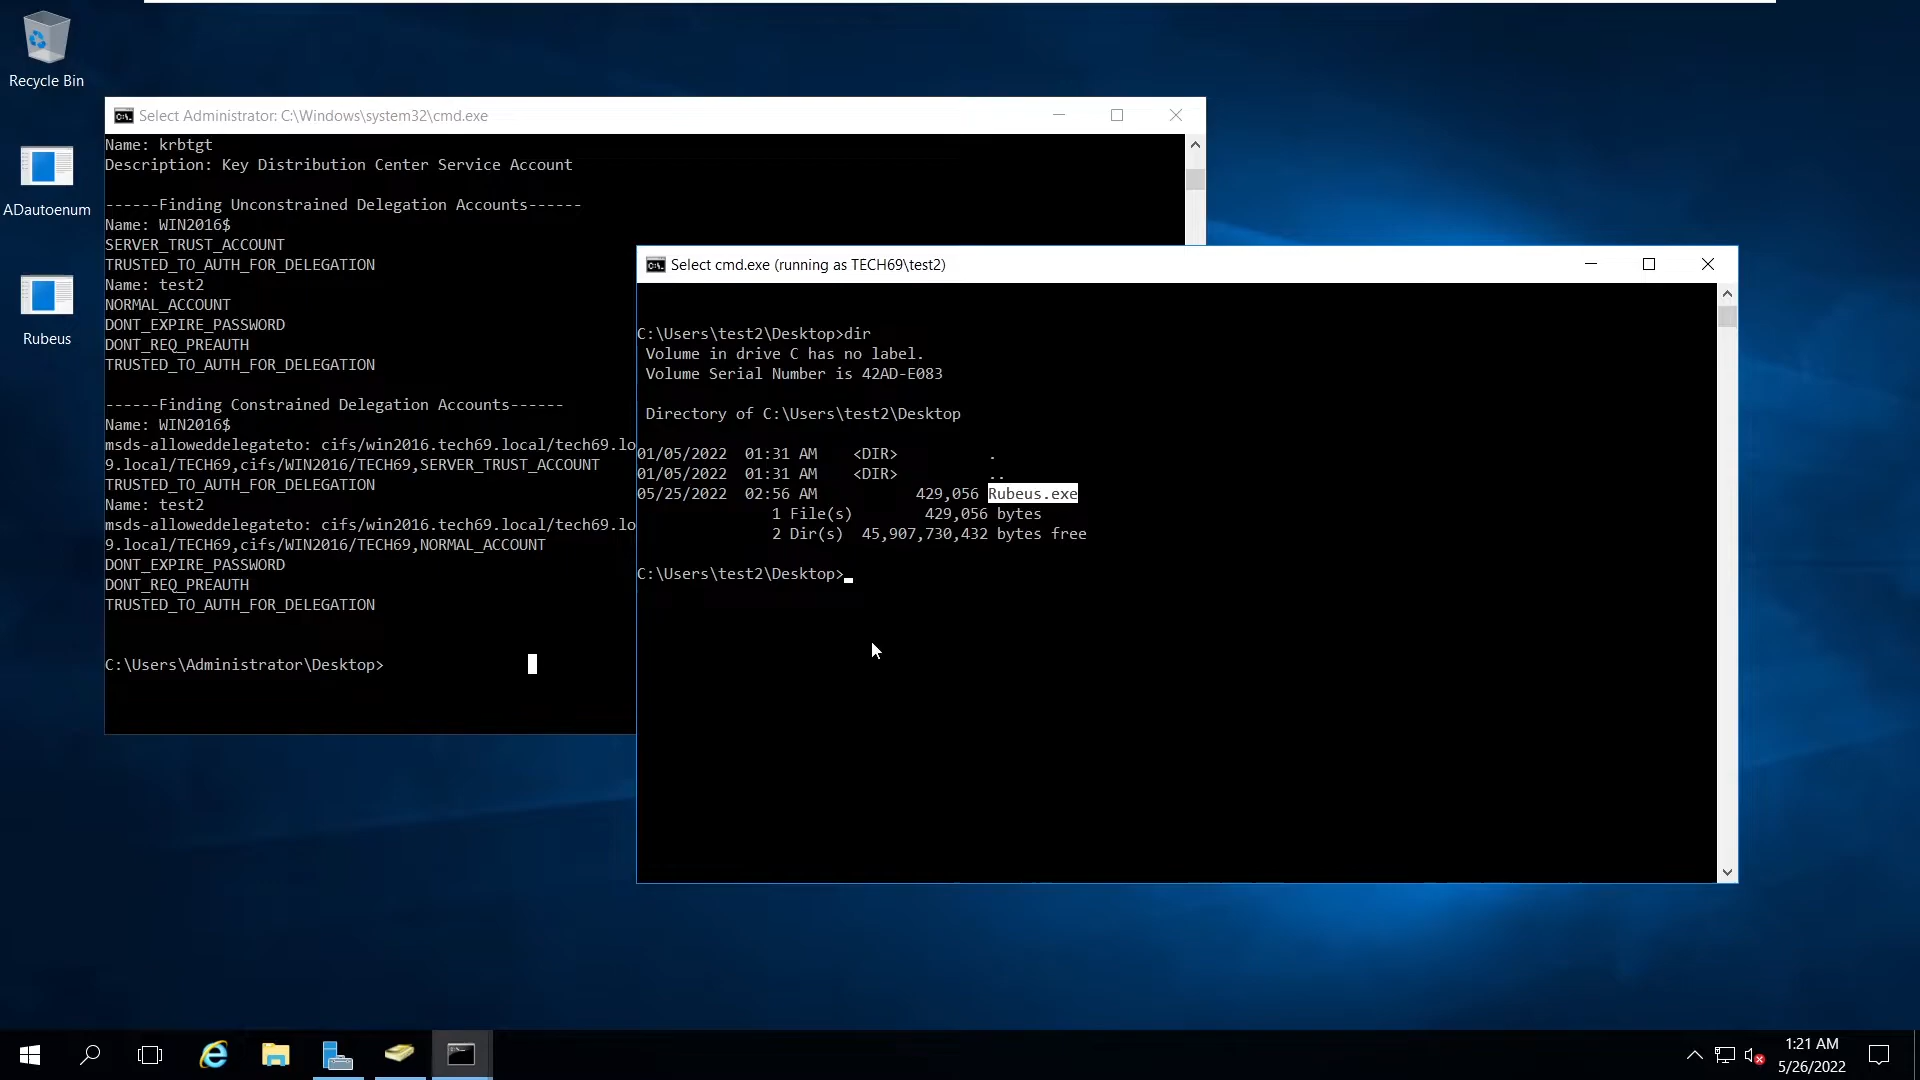 Recycle Bin
ADautoenum
Rubeus
Select Administrator: C:\Windows\system32\cmd.exe
Name: krbtgt
Description: Key Distribution Center Service Account
------Finding Unconstrained Delegation Accounts------
Name: WIN2016$
SERVER_TRUST_ACCOUNT
TRUSTED_TO_AUTH_FOR_DELEGATION
Name: test2
NORMAL_ACCOUNT
DONT_EXPIRE_PASSWORD
DONT_REQ_PREAUTH
TRUSTED_TO_AUTH_FOR_DELEGATION
------Finding Constrained Delegation Accounts------
Name: WIN2016$
msds-alloweddelegateto: cifs/win2016.tech69.local/tech69.lo
9.local/TECH69,cifs/WIN2016/TECH69,SERVER_TRUST_ACCOUNT
TRUSTED_TO_AUTH_FOR_DELEGATION
Name: test2
msds-alloweddelegateto: cifs/win2016.tech69.local/tech69.lo
9.local/TECH69,cifs/WIN2016/TECH69,NORMAL_ACCOUNT
DONT_EXPIRE_PASSWORD
DONT_REQ_PREAUTH
TRUSTED_TO_AUTH_FOR_DELEGATION
C:\Users\Administrator\Desktop>
Select cmd.exe (running as TECH69\test2)
C:\Users\test2\Desktop>dir
Volume in drive C has no label.
Volume Serial Number is 42AD-E083
Directory of C:\Users\test2\Desktop
01/05/2022  01:31 AM    <DIR>          .
01/05/2022  01:31 AM    <DIR>          ..
05/25/2022  02:56 AM           429,056 Rubeus.exe
1 File(s)        429,056 bytes
2 Dir(s)  45,907,730,432 bytes free
C:\Users\test2\Desktop>
1:21 AM
5/26/2022